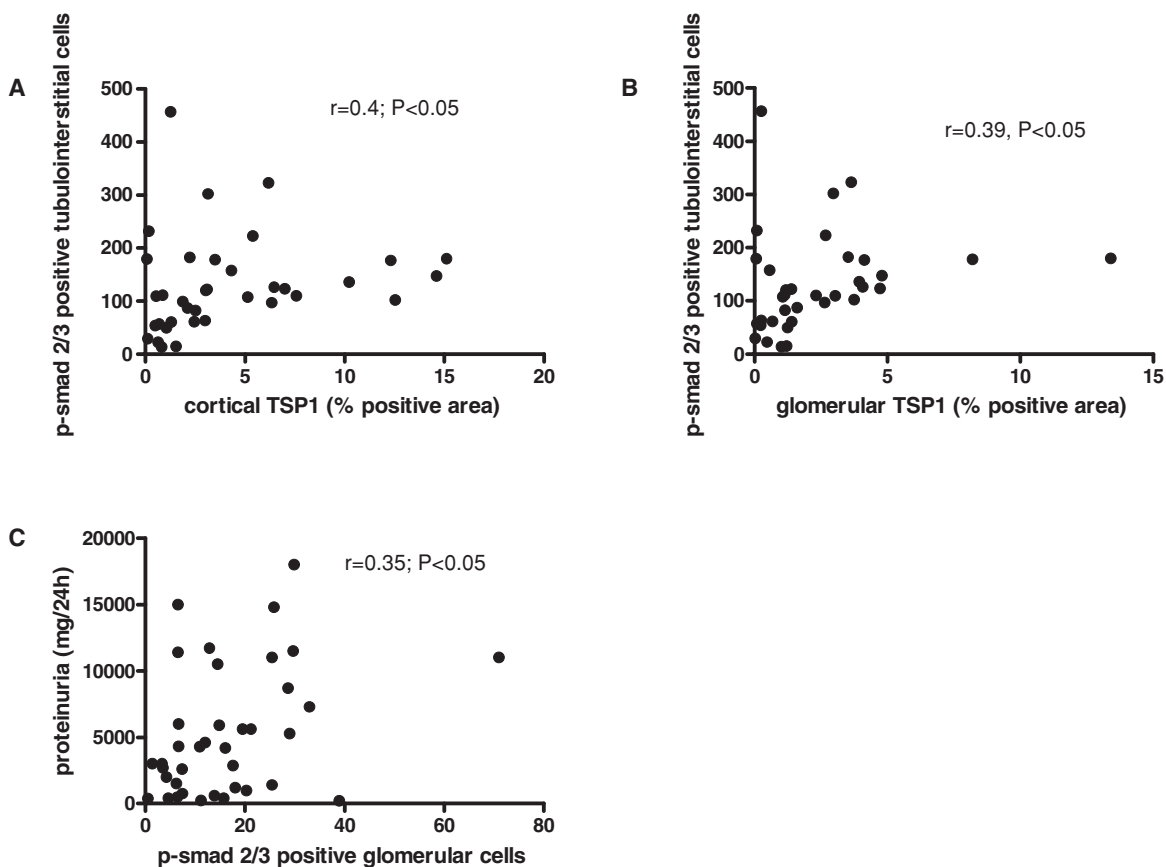 A
p-smad 2/3 positive tubulointerstitial cells
500
400
300
200
100
0
r=0.4; P<0.05
0 5 10 15 20
cortical TSP1 (% positive area)
B
p-smad 2/3 positive tubulointerstitial cells
500
400
300
200
100
0
r=0.39, P<0.05
0 5 10 15
glomerular TSP1 (% positive area)
C
proteinuria (mg/24h)
20000
15000
10000
5000
0
r=0.35; P<0.05
0 20 40 60 80
p-smad 2/3 positive glomerular cells